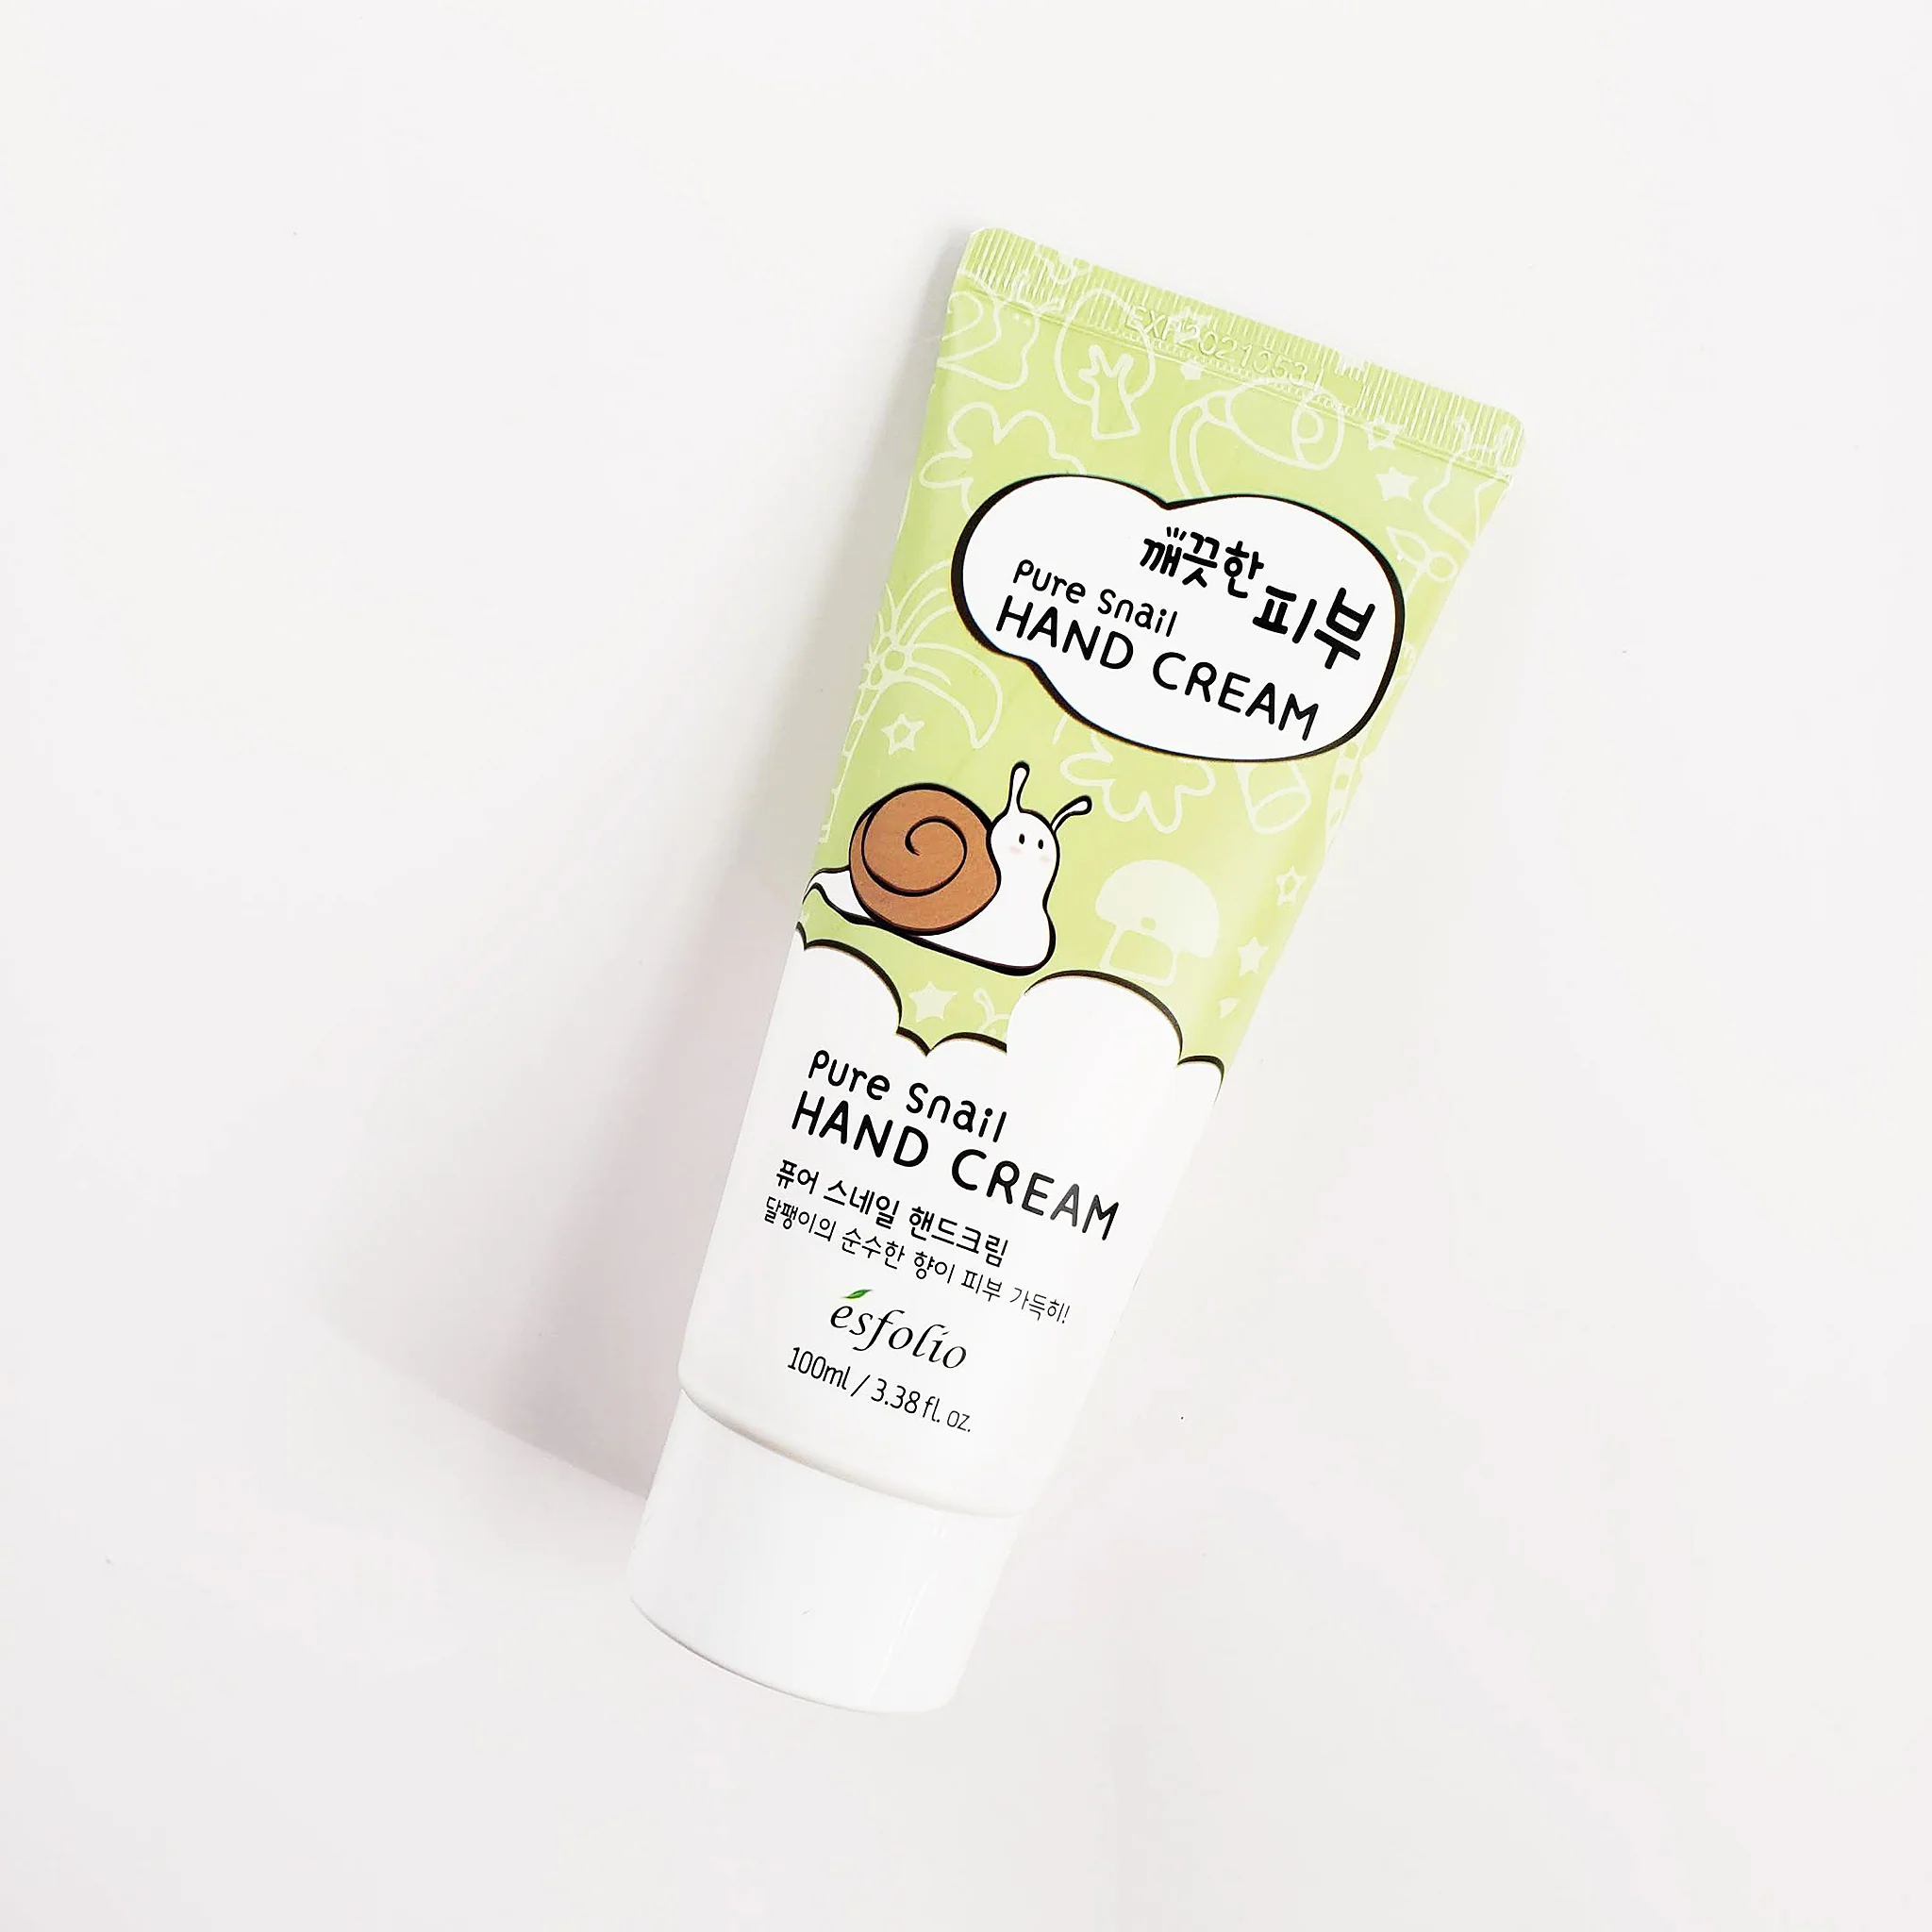 EXP20210531
깨끗한 피부
Pure Snail
HAND CREAM
Pure Snail
HAND CREAM
퓨어 스네일 핸드크림
달팽이의 순수한 향이 피부 가득히!
ésfolio
100ml / 3.38 fl. oz.